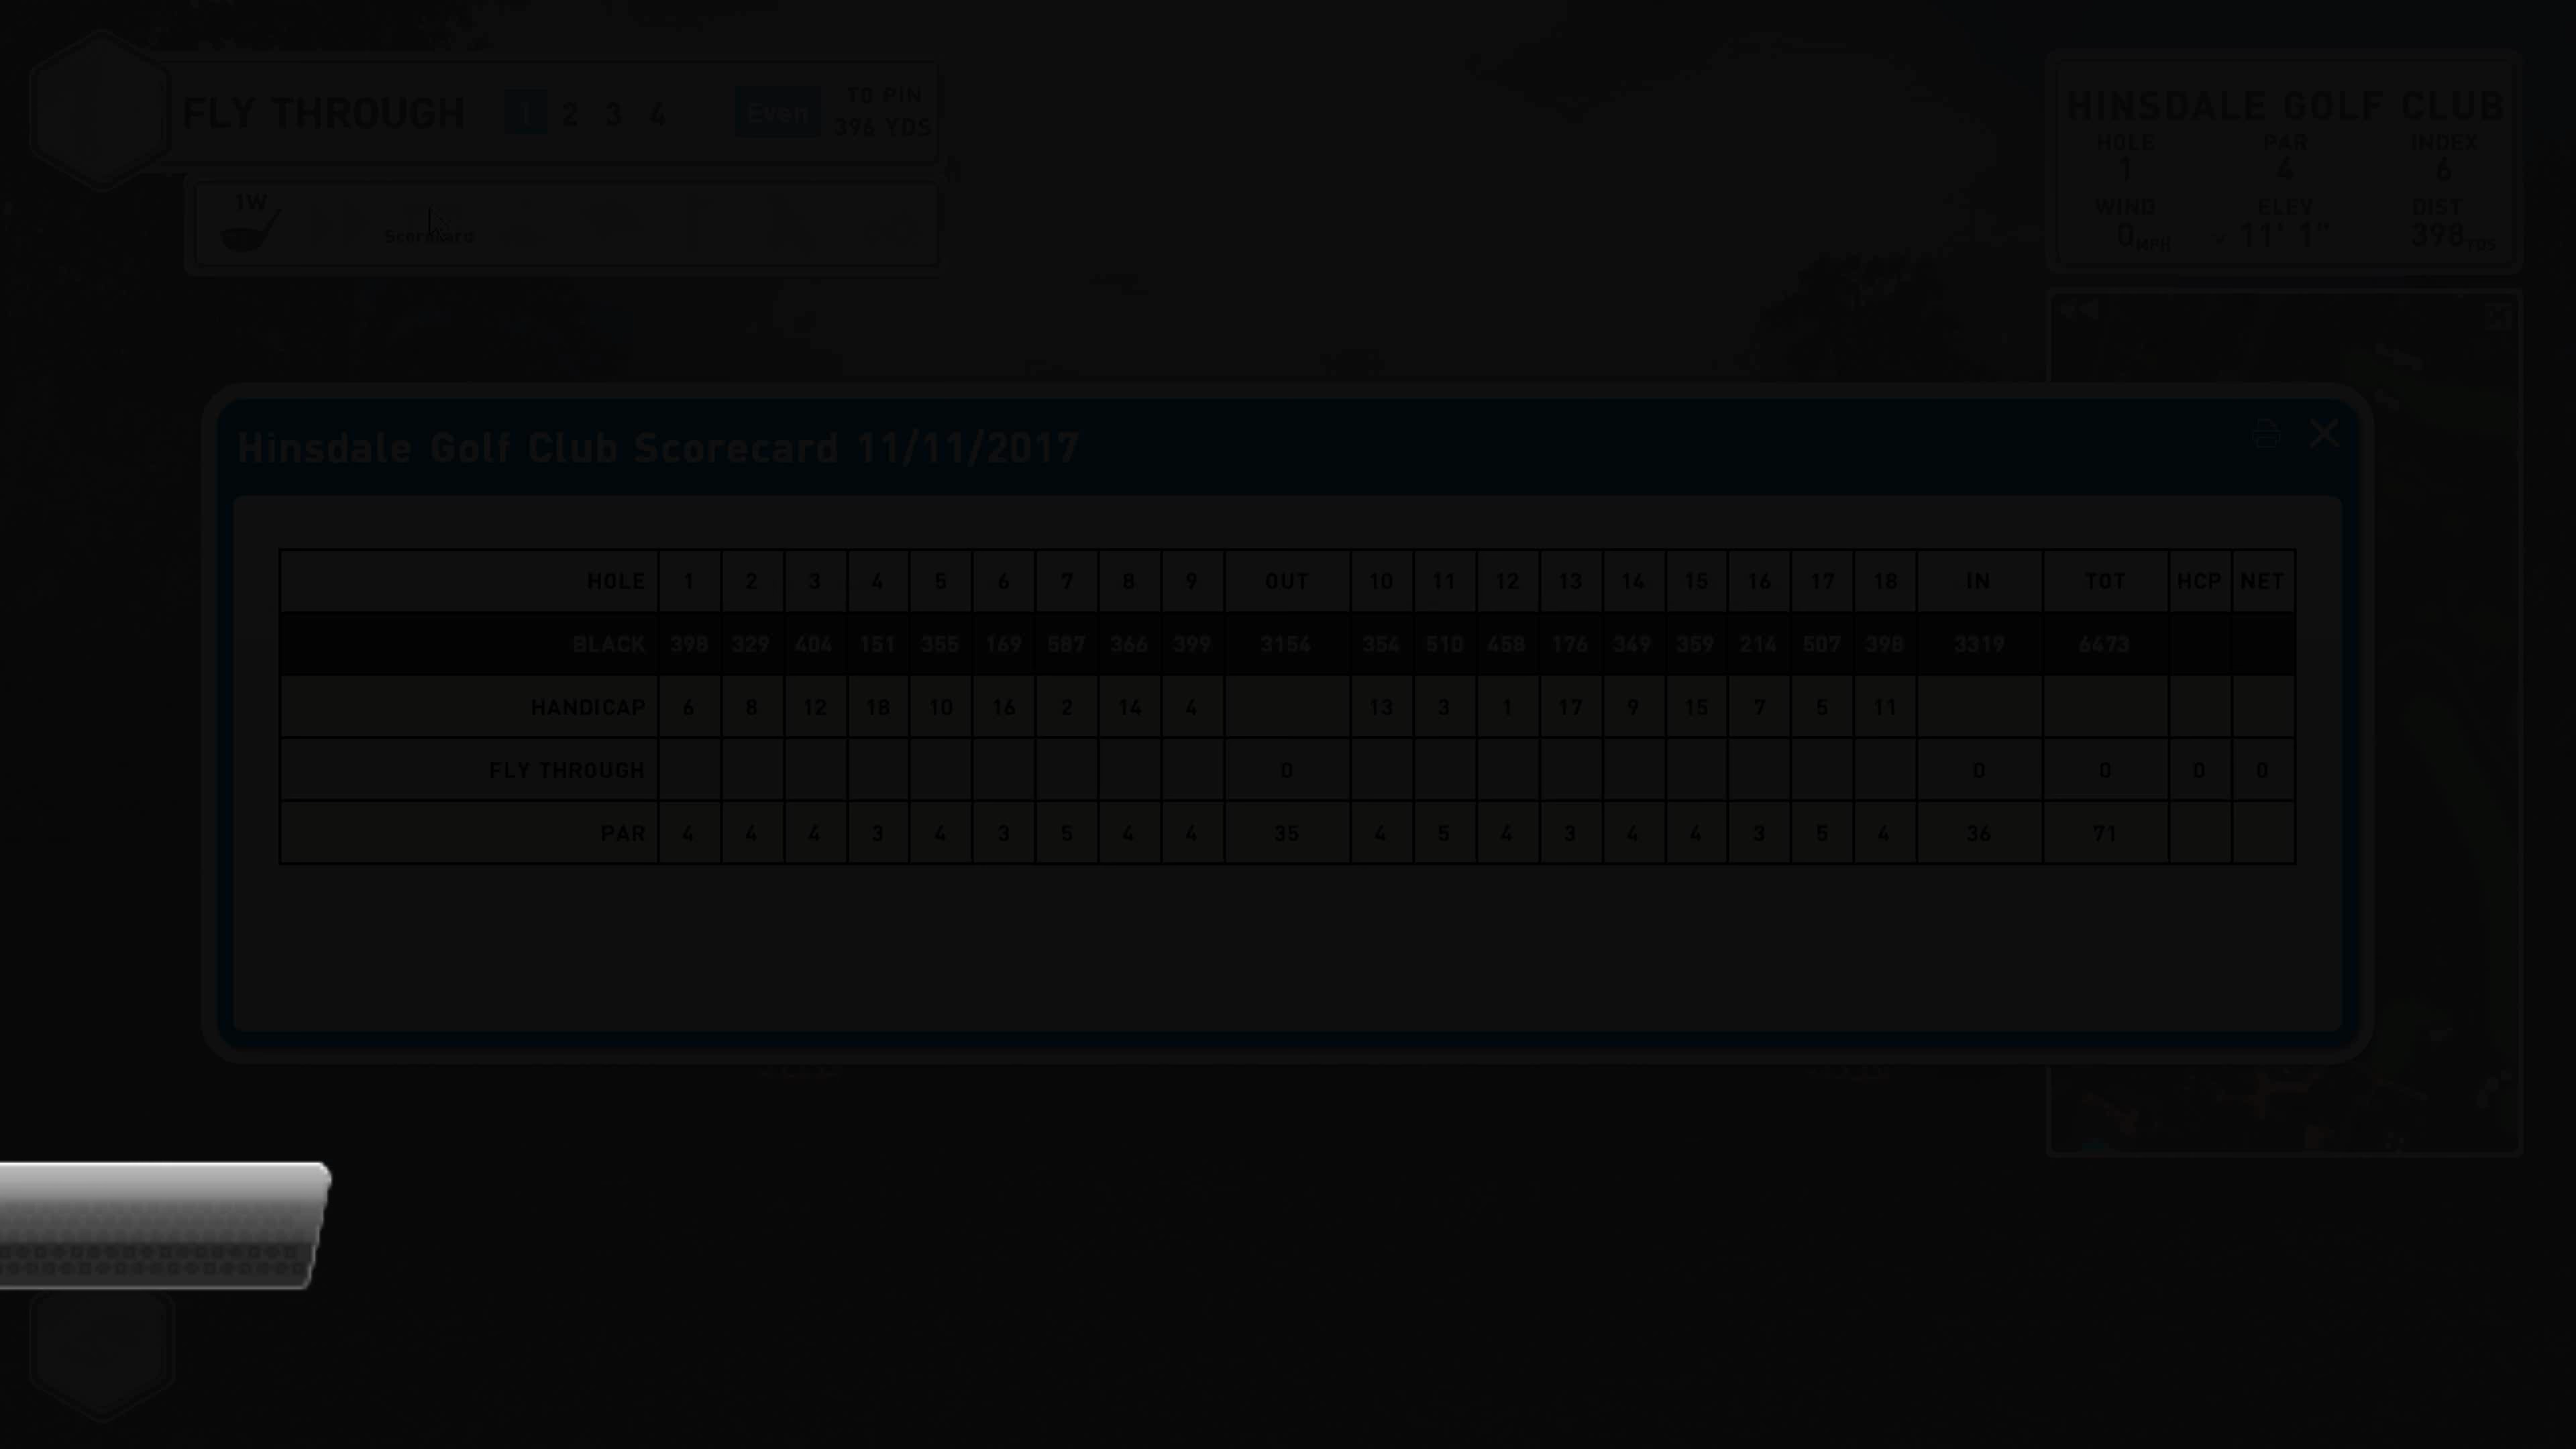 FLY THROUGH 1 2 3 4 Even TO PIN 396 YDS
1W Scorecard
HINSDALE GOLF CLUB
HOLE PAR INDEX
1 4 6
WIND ELEV DIST
0 MPH 11' 1" 398 YDS
Hinsdale Golf Club Scorecard 11/11/2017
HOLE 1 2 3 4 5 6 7 8 9 OUT 10 11 12 13 14 15 16 17 18 IN TOT HCP NET
BLACK 398 329 404 151 355 169 587 366 399 3154 354 510 458 176 349 359 214 507 398 3319 6473
HANDICAP 6 8 12 18 10 16 2 14 4 13 3 1 17 9 15 7 5 11
FLY THROUGH 0 0 0 0 0
PAR 4 4 4 3 4 3 5 4 4 35 4 5 4 3 4 4 3 5 4 36 71